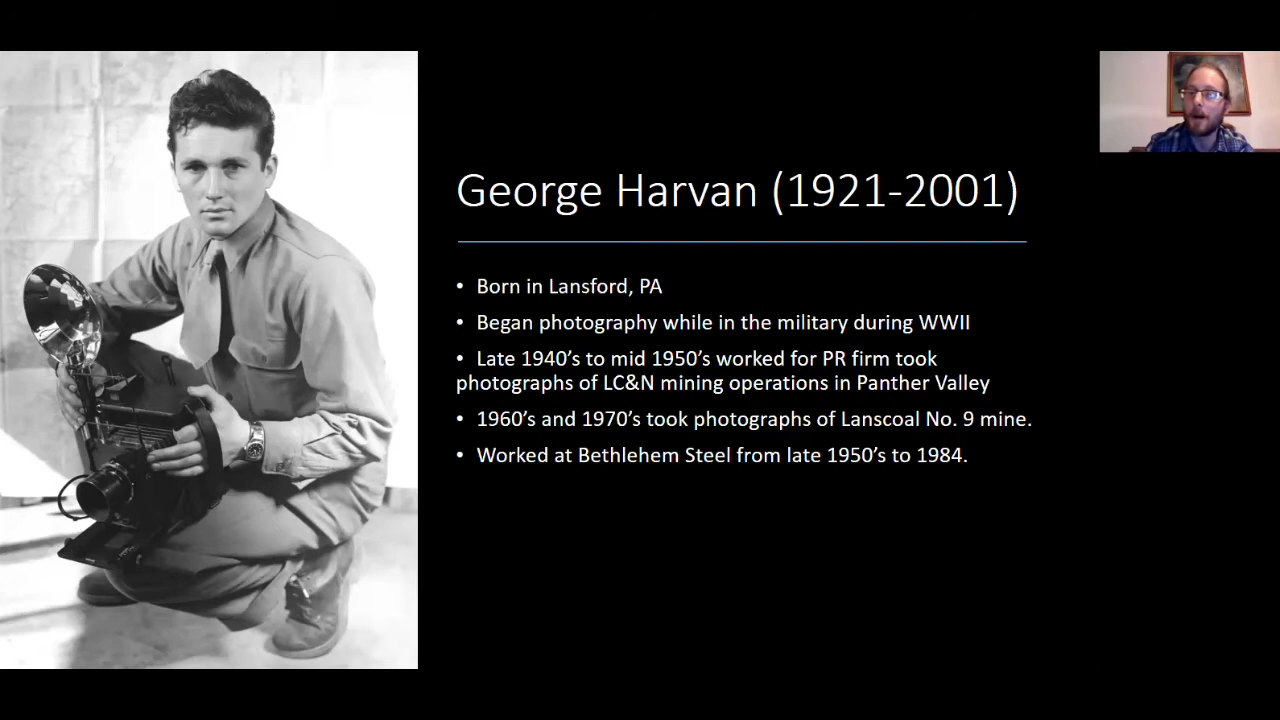 George Harvan (1921-2001)
• Born in Lansford, PA
• Began photography while in the military during WWII
• Late 1940’s to mid 1950’s worked for PR firm took
photographs of LC&N mining operations in Panther Valley
• 1960’s and 1970’s took photographs of Lanscoal No. 9 mine.
• Worked at Bethlehem Steel from late 1950’s to 1984.